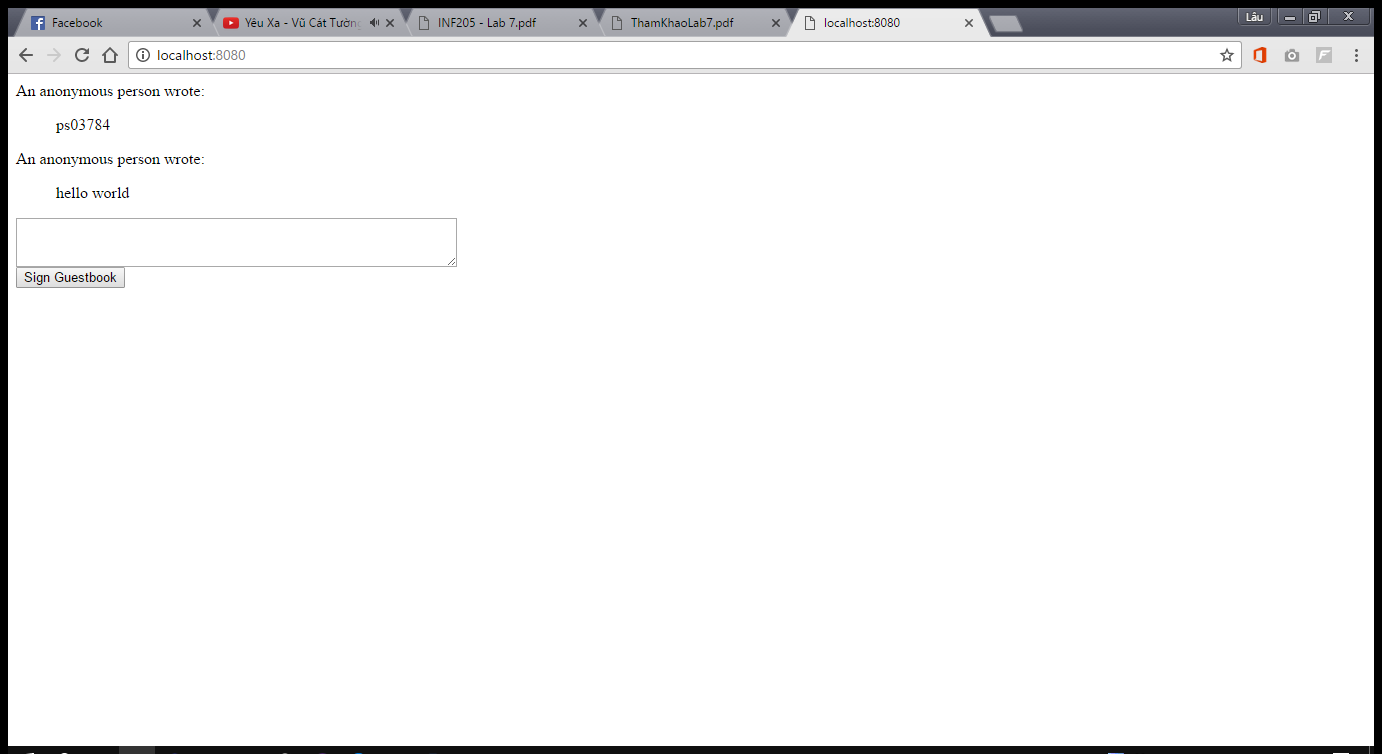 Facebook
Yêu Xa - Vũ Cát Tường
INF205 - Lab 7.pdf
ThamKhaoLab7.pdf
localhost:8080
Lâu
localhost:8080
An anonymous person wrote:
ps03784
An anonymous person wrote:
hello world
Sign Guestbook